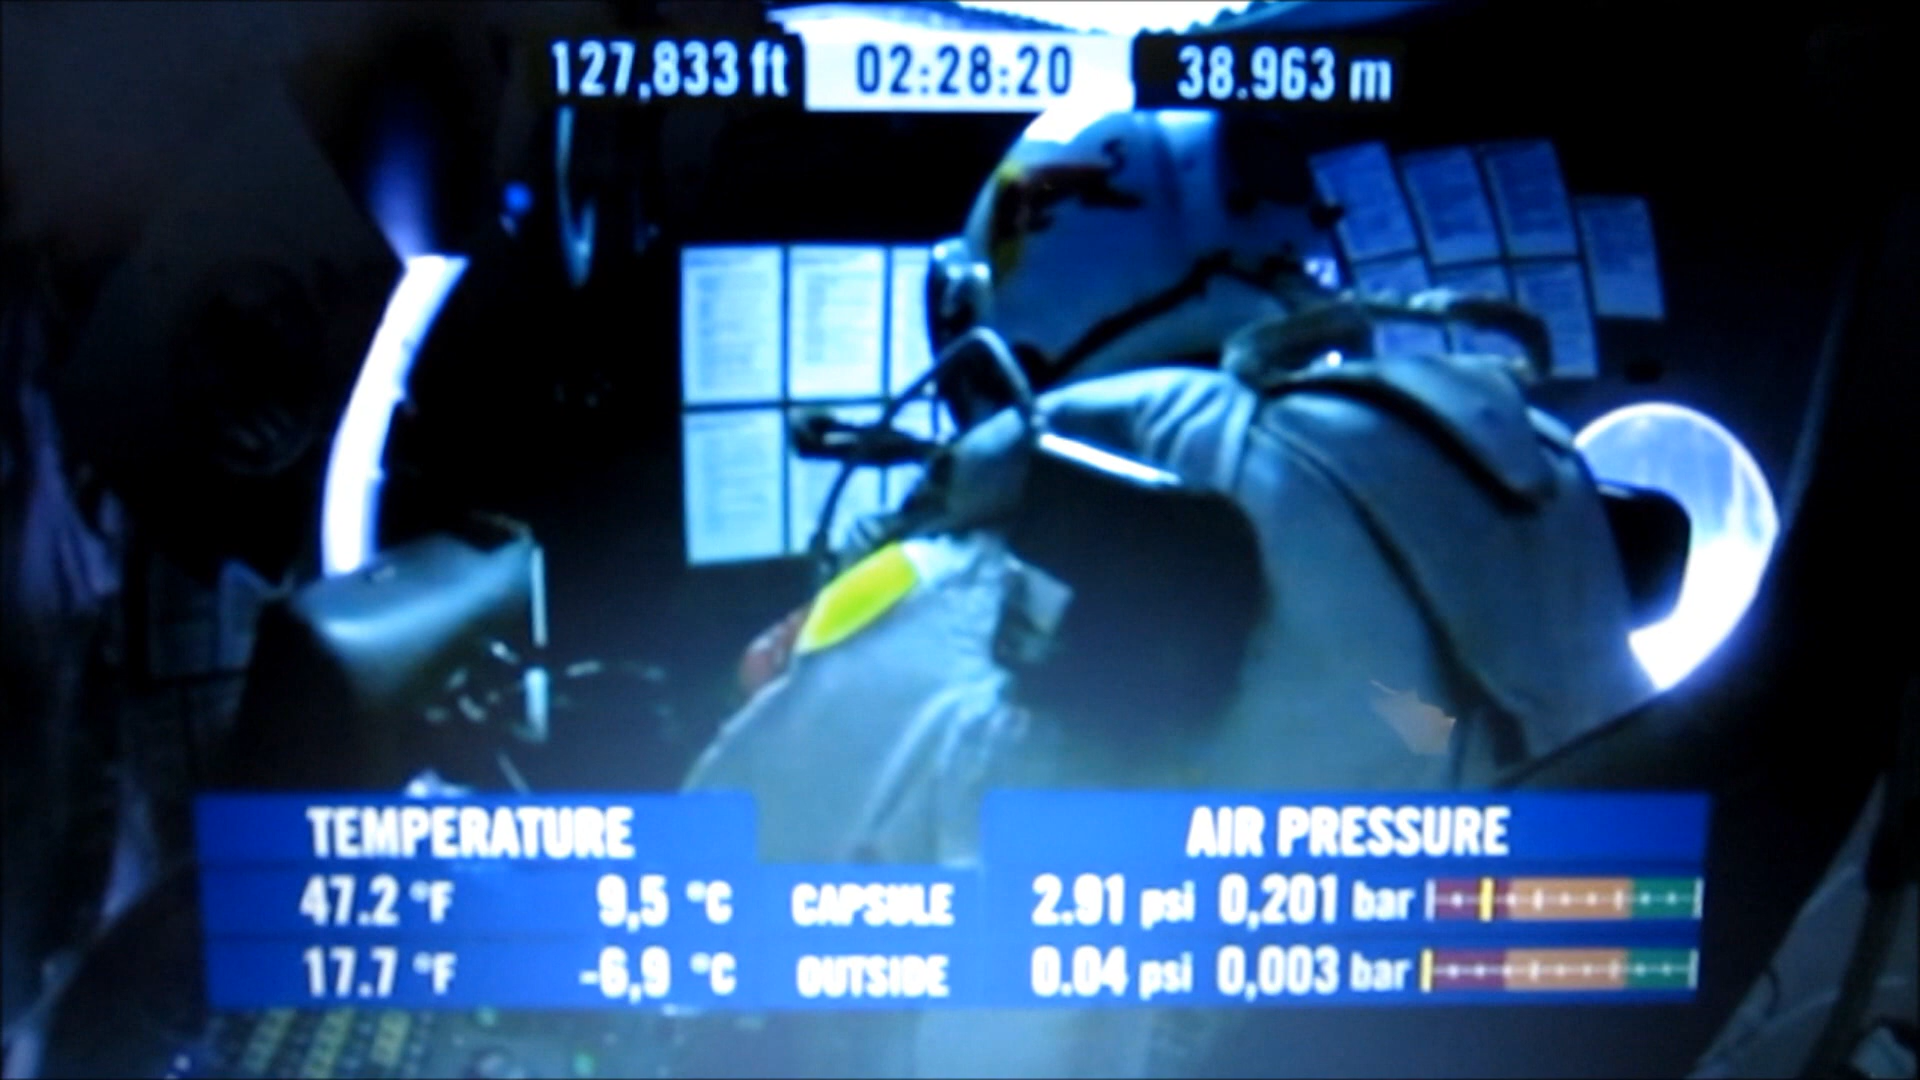 127,833 ft 02:28:20 38.963 m
TEMPERATURE AIR PRESSURE
47.2 °F 9,5 °C CAPSULE 2.91 psi 0,201 bar
17.7 °F -6,9 °C OUTSIDE 0.04 psi 0,003 bar